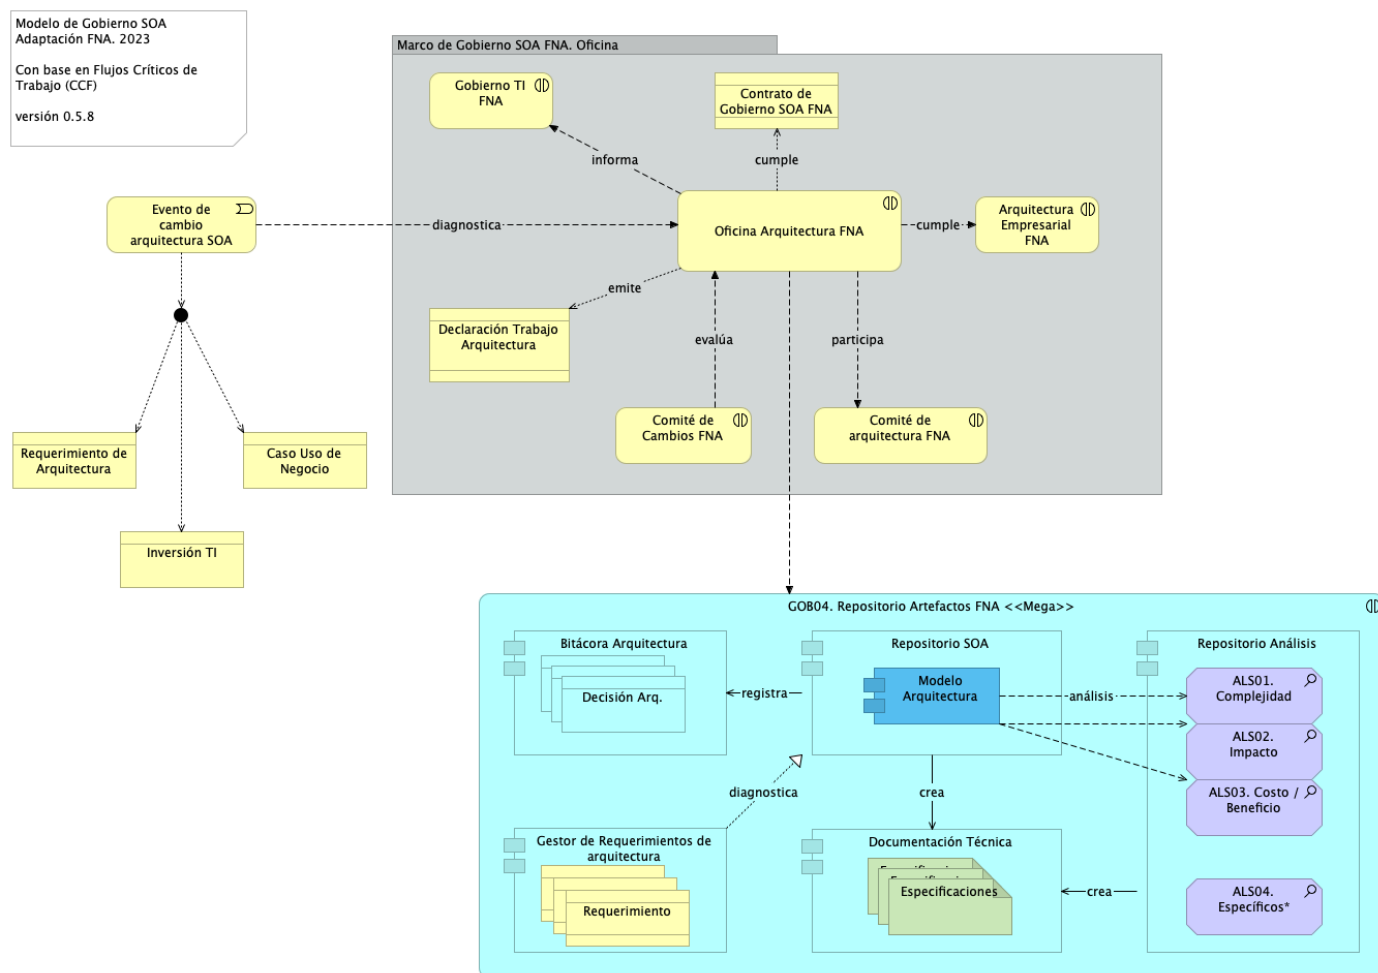 Modelo de Gobierno SOA
Adaptación FNA. 2023
Con base en Flujos Críticos de
Trabajo (CCF)
versión 0.5.8
Marco de Gobierno SOA FNA. Oficina
Gobierno TI
FNA
Contrato de
Gobierno SOA FNA
informa
cumple
Evento de
cambio
arquitectura SOA
diagnostica
Oficina Arquitectura FNA
cumple
Arquitectura
Empresarial
FNA
emite
Declaración Trabajo
Arquitectura
evalúa
participa
Comité de
Cambios FNA
Comité de
arquitectura FNA
Requerimiento de
Arquitectura
Caso Uso de
Negocio
Inversión TI
GOB04. Repositorio Artefactos FNA <<Mega>>
Bitácora Arquitectura
Decisión Arq.
registra
Repositorio SOA
Modelo
Arquitectura
análisis
Repositorio Análisis
ALS01.
Complejidad
ALS02.
Impacto
ALS03. Costo /
Beneficio
diagnostica
crea
Gestor de Requerimientos de
arquitectura
Requerimiento
Documentación Técnica
Especificaciones
crea
ALS04.
Específicos*